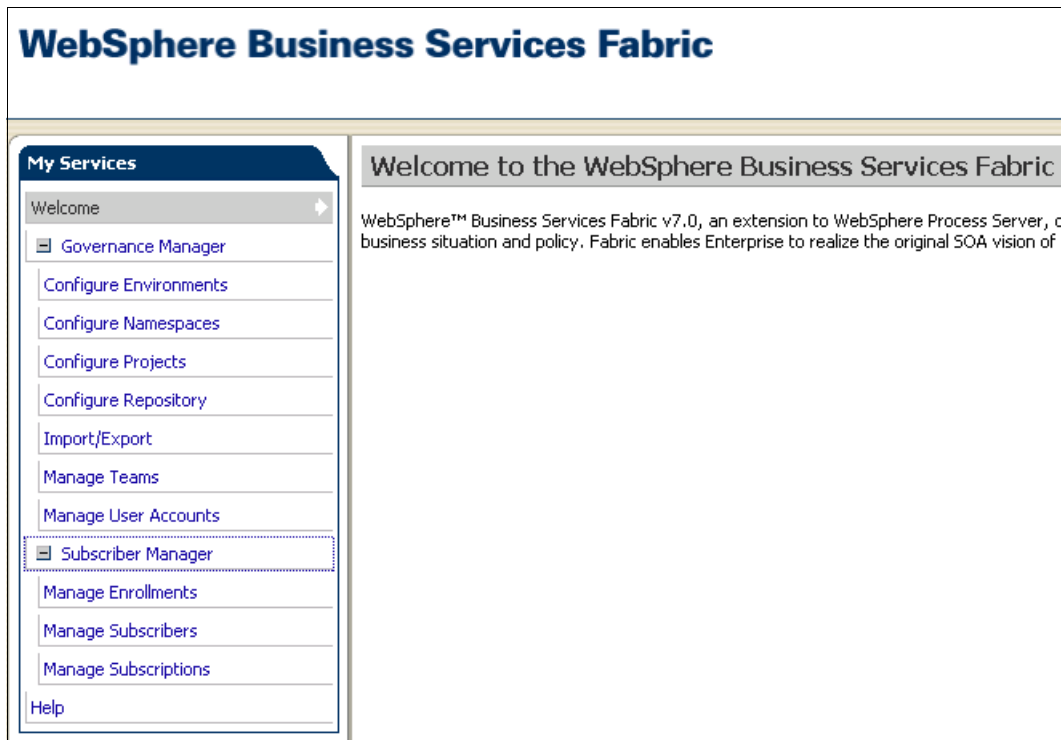 WebSphere Business Services Fabric
My Services
Welcome
Governance Manager
Configure Environments
Configure Namespaces
Configure Projects
Configure Repository
Import/Export
Manage Teams
Manage User Accounts
Subscriber Manager
Manage Enrollments
Manage Subscribers
Manage Subscriptions
Help
Welcome to the WebSphere Business Services Fabric
WebSphere™ Business Services Fabric v7.0, an extension to WebSphere Process Server,
business situation and policy. Fabric enables Enterprise to realize the original SOA vision of